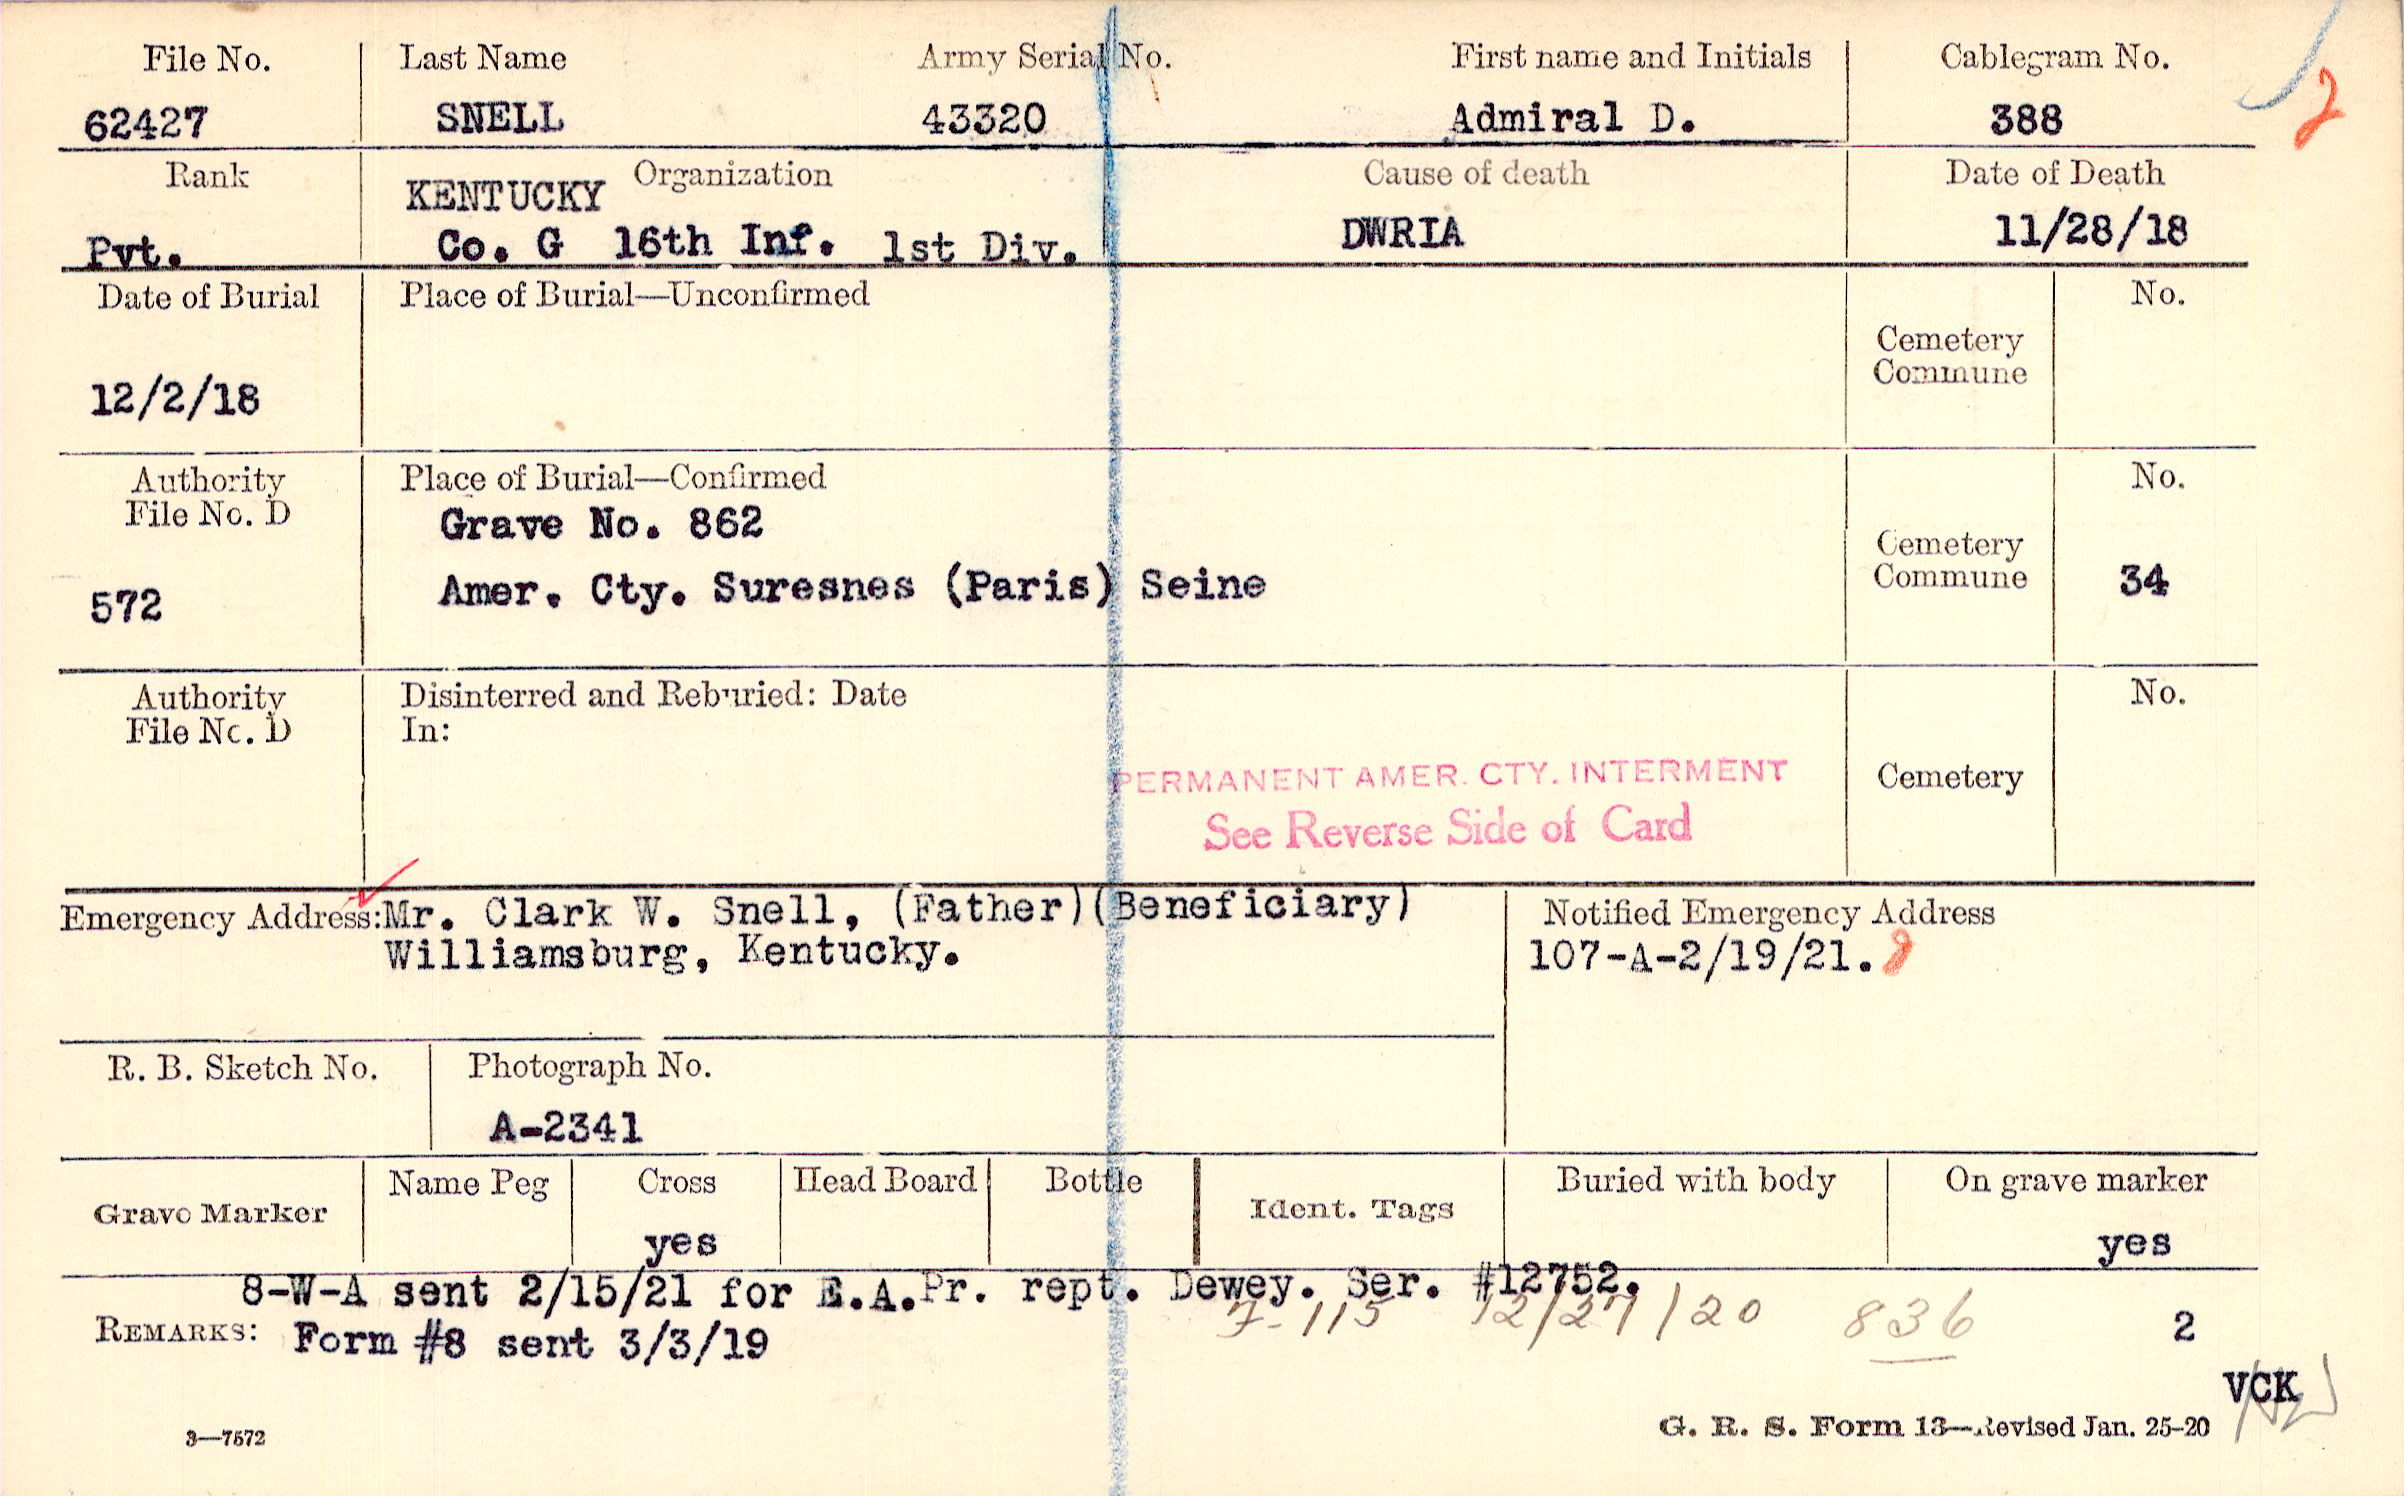 File No. Last Name Army Serial No. First name and Initials Cablegram No.
62427 SNELL 43320 Admiral D. 388 2
Rank Organization Cause of death Date of Death
KENTUCKY
Pvt. Co. G 16th Inf. 1st Div. DWRIA 11/28/18
Date of Burial Place of Burial—Unconfirmed No.
Cemetery
Commune
12/2/18
Authority Place of Burial—Confirmed No.
File No. D
Grave No. 862
Cemetery
Commune
572 Amer. Cty. Suresnes (Paris) Seine 34
Authority Disinterred and Reburied: Date No.
File No. D In:
PERMANENT AMER. CTY. INTERMENT
Cemetery
See Reverse Side of Card
Emergency Address: Mr. Clark W. Snell, (Father)(Beneficiary) Notified Emergency Address
Williamsburg, Kentucky. 107-A-2/19/21.
R. B. Sketch No. Photograph No.
A-2341
Grave Marker Name Peg Cross Head Board Bottle Ident. Tags Buried with body On grave marker
yes yes
8-W-A sent 2/15/21 for E.A. Pr. rept. Dewey. Ser. #12752.
7-115 12/27/20 836 2
REMARKS: Form #8 sent 3/3/19
VCK
3—7572 G. R. S. Form 13—Revised Jan. 25-20